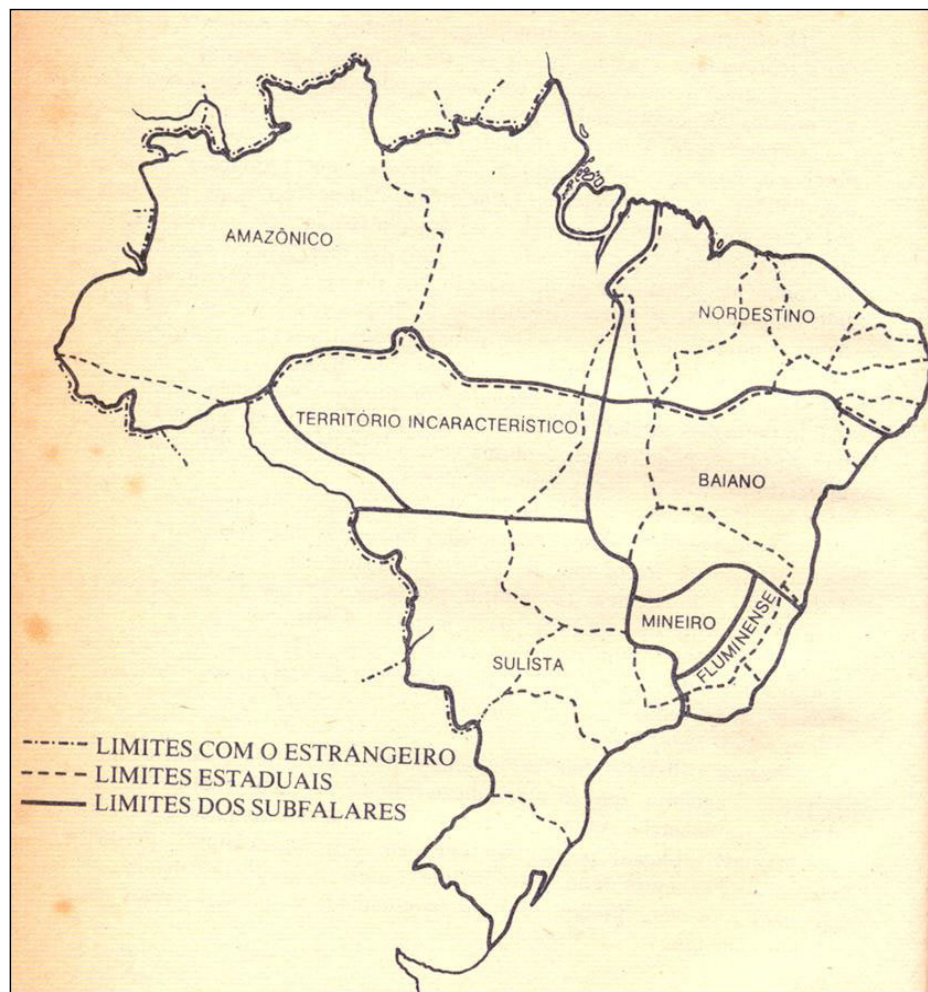 AMAZÔNICO
NORDESTINO
TERRITÓRIO INCARACTERÍSTICO
BAIANO
MINEIRO
FLUMINENSE
SULISTA
LIMITES COM O ESTRANGEIRO
LIMITES ESTADUAIS
LIMITES DOS SUBFALARES